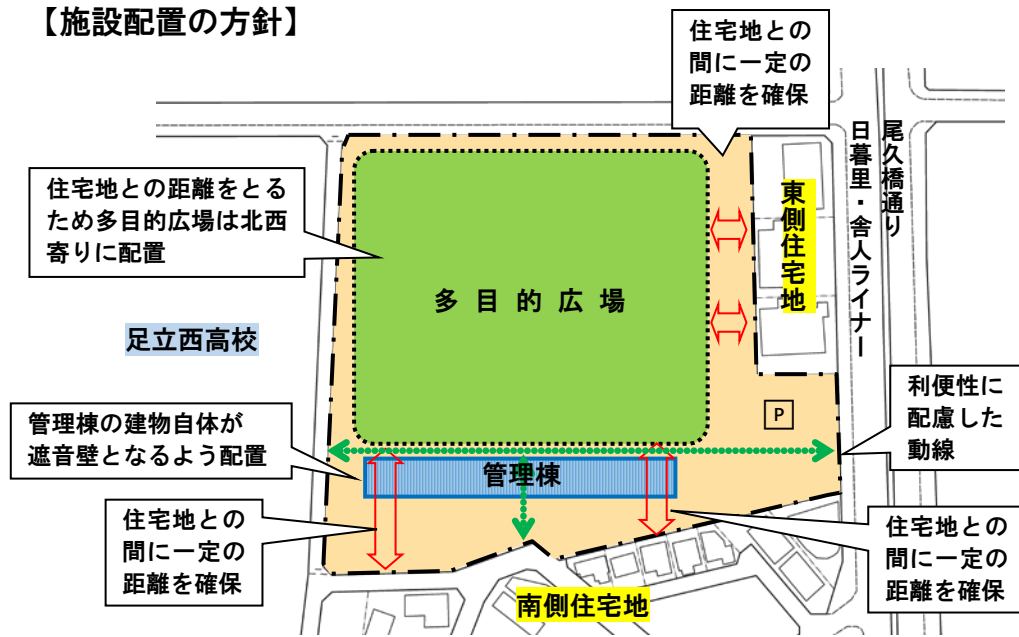 【施設配置の方針】
住宅地との
間に一定の
距離を確保
尾久橋通り
日暮里・舎人ライナー
住宅地との距離をとる
ため多目的広場は北西
寄りに配置
東側住宅地
多目的広場
足立西高校
利便性に
配慮した
動線
P
管理棟の建物自体が
遮音壁となるよう配置
管理棟
住宅地との
間に一定の
距離を確保
住宅地との
間に一定の
距離を確保
南側住宅地